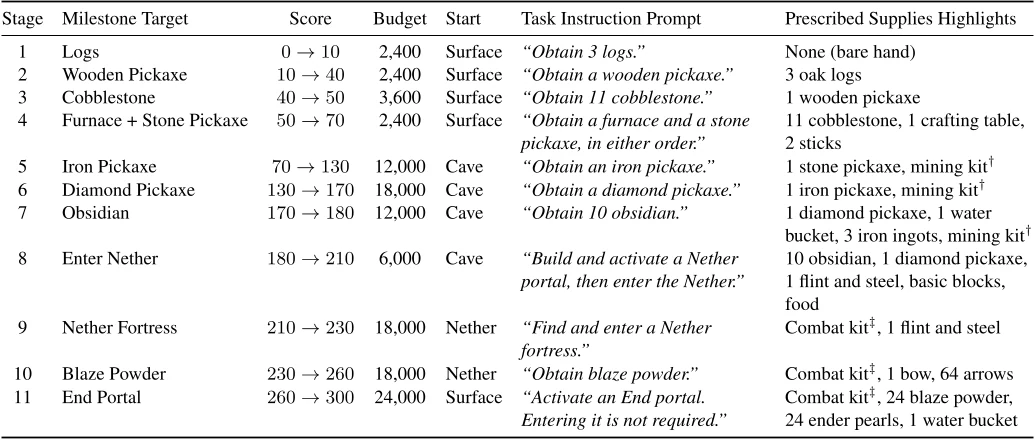 Stage Milestone Target Score Budget Start Task Instruction Prompt Prescribed Supplies Highlights
1 Logs 0 → 10 2,400 Surface “Obtain 3 logs.” None (bare hand)
2 Wooden Pickaxe 10 → 40 2,400 Surface “Obtain a wooden pickaxe.” 3 oak logs
3 Cobblestone 40 → 50 3,600 Surface “Obtain 11 cobblestone.” 1 wooden pickaxe
4 Furnace + Stone Pickaxe 50 → 70 2,400 Surface “Obtain a furnace and a stone 11 cobblestone, 1 crafting table,
pickaxe, in either order.” 2 sticks
5 Iron Pickaxe 70 → 130 12,000 Cave “Obtain an iron pickaxe.” 1 stone pickaxe, mining kit†
6 Diamond Pickaxe 130 → 170 18,000 Cave “Obtain a diamond pickaxe.” 1 iron pickaxe, mining kit†
7 Obsidian 170 → 180 12,000 Cave “Obtain 10 obsidian.” 1 diamond pickaxe, 1 water
bucket, 3 iron ingots, mining kit†
8 Enter Nether 180 → 210 6,000 Cave “Build and activate a Nether 10 obsidian, 1 diamond pickaxe,
portal, then enter the Nether.” 1 flint and steel, basic blocks,
food
9 Nether Fortress 210 → 230 18,000 Nether “Find and enter a Nether Combat kit‡, 1 flint and steel
fortress.”
10 Blaze Powder 230 → 260 18,000 Nether “Obtain blaze powder.” Combat kit‡, 1 bow, 64 arrows
11 End Portal 260 → 300 24,000 Surface “Activate an End portal. Combat kit‡, 24 blaze powder,
Entering it is not required.” 24 ender pearls, 1 water bucket